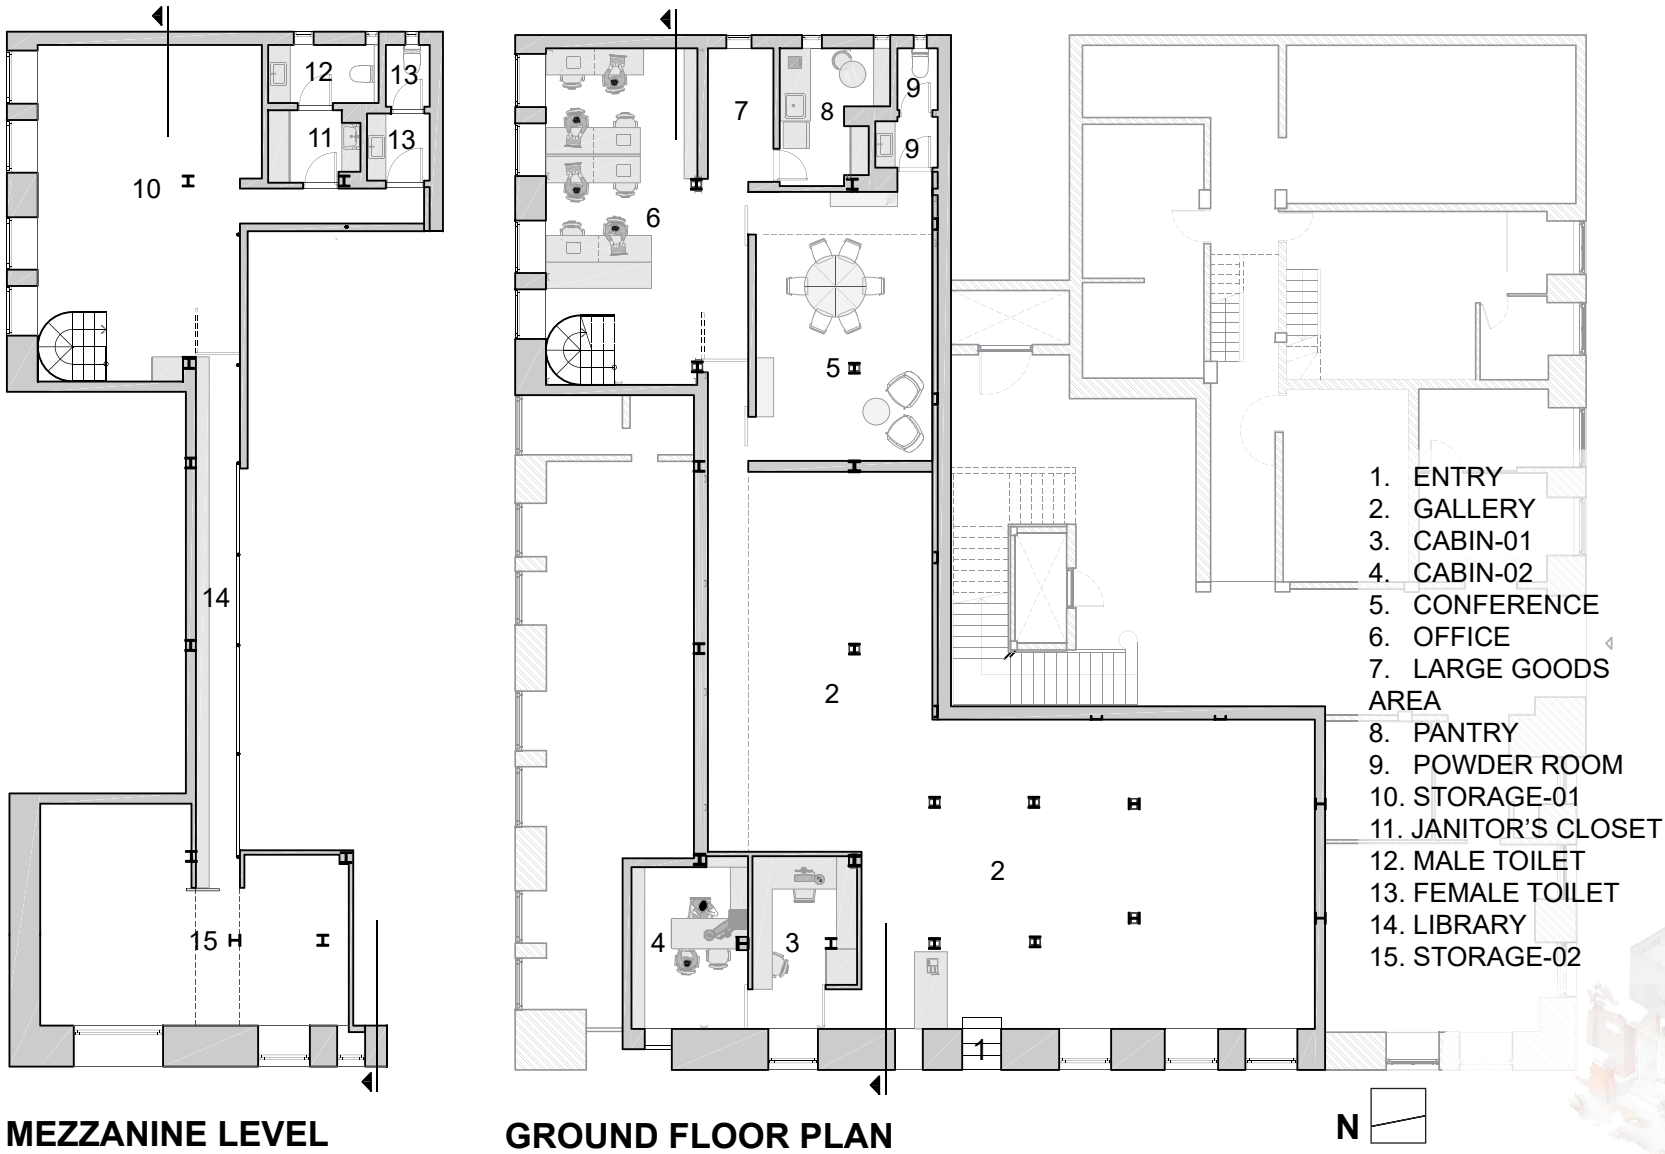 12
13
11
13
10
14
15
7
8
9
9
6
5
2
2
4
3
1
1. ENTRY
2. GALLERY
3. CABIN-01
4. CABIN-02
5. CONFERENCE
6. OFFICE
7. LARGE GOODS
AREA
8. PANTRY
9. POWDER ROOM
10. STORAGE-01
11. JANITOR’S CLOSET
12. MALE TOILET
13. FEMALE TOILET
14. LIBRARY
15. STORAGE-02
MEZZANINE LEVEL
GROUND FLOOR PLAN
N